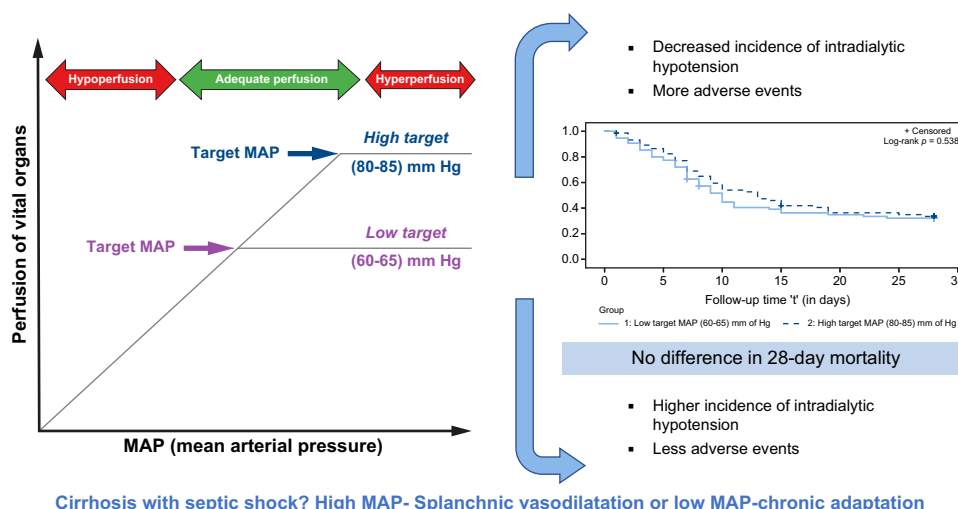 Hypoperfusion
Adequate perfusion
Hyperperfusion
Perfusion of vital organs
High target
Target MAP
(80-85) mm Hg
Low target
Target MAP
(60-65) mm Hg
MAP (mean arterial pressure)
▪ Decreased incidence of intradialytic
hypotension
▪ More adverse events
+ Censored
Log-rank p = 0.538
1.0
0.8
0.6
0.4
0.2
0.0
0 5 10 15 20 25
Follow-up time 't' (in days)
Group
1: Low target MAP (60-65) mm of Hg
2: High target MAP (80-85) mm of Hg
No difference in 28-day mortality
▪ Higher incidence of intradialytic
hypotension
▪ Less adverse events
Cirrhosis with septic shock? High MAP- Splanchnic vasodilatation or low MAP-chronic adaptation